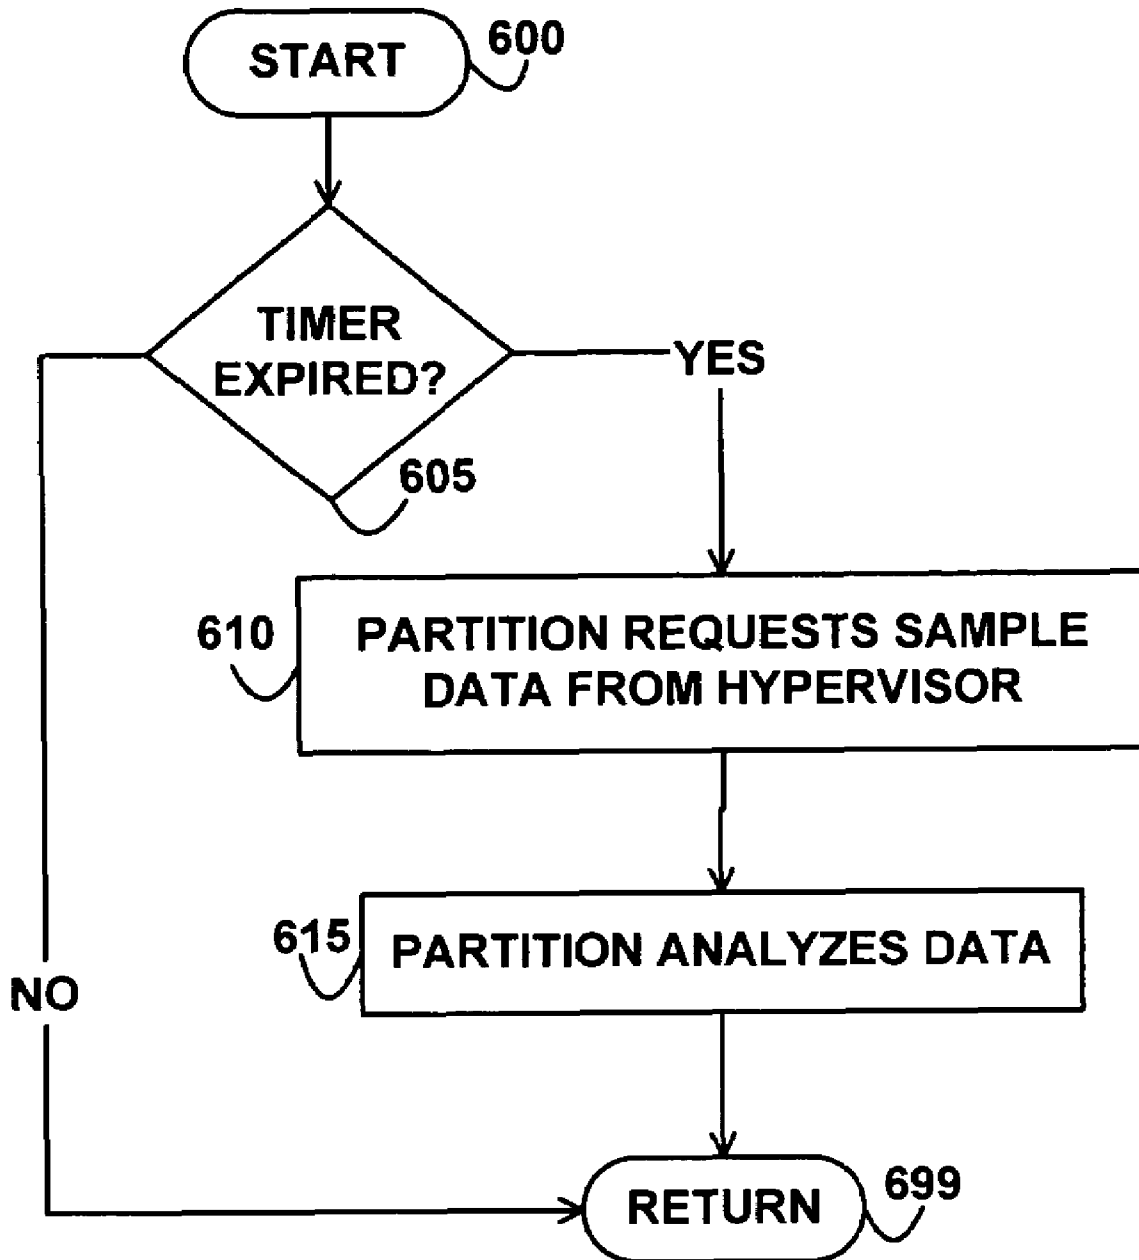 START
600
TIMER
EXPIRED?
YES
605
610
PARTITION REQUESTS SAMPLE
DATA FROM HYPERVISOR
615
PARTITION ANALYZES DATA
NO
RETURN
699